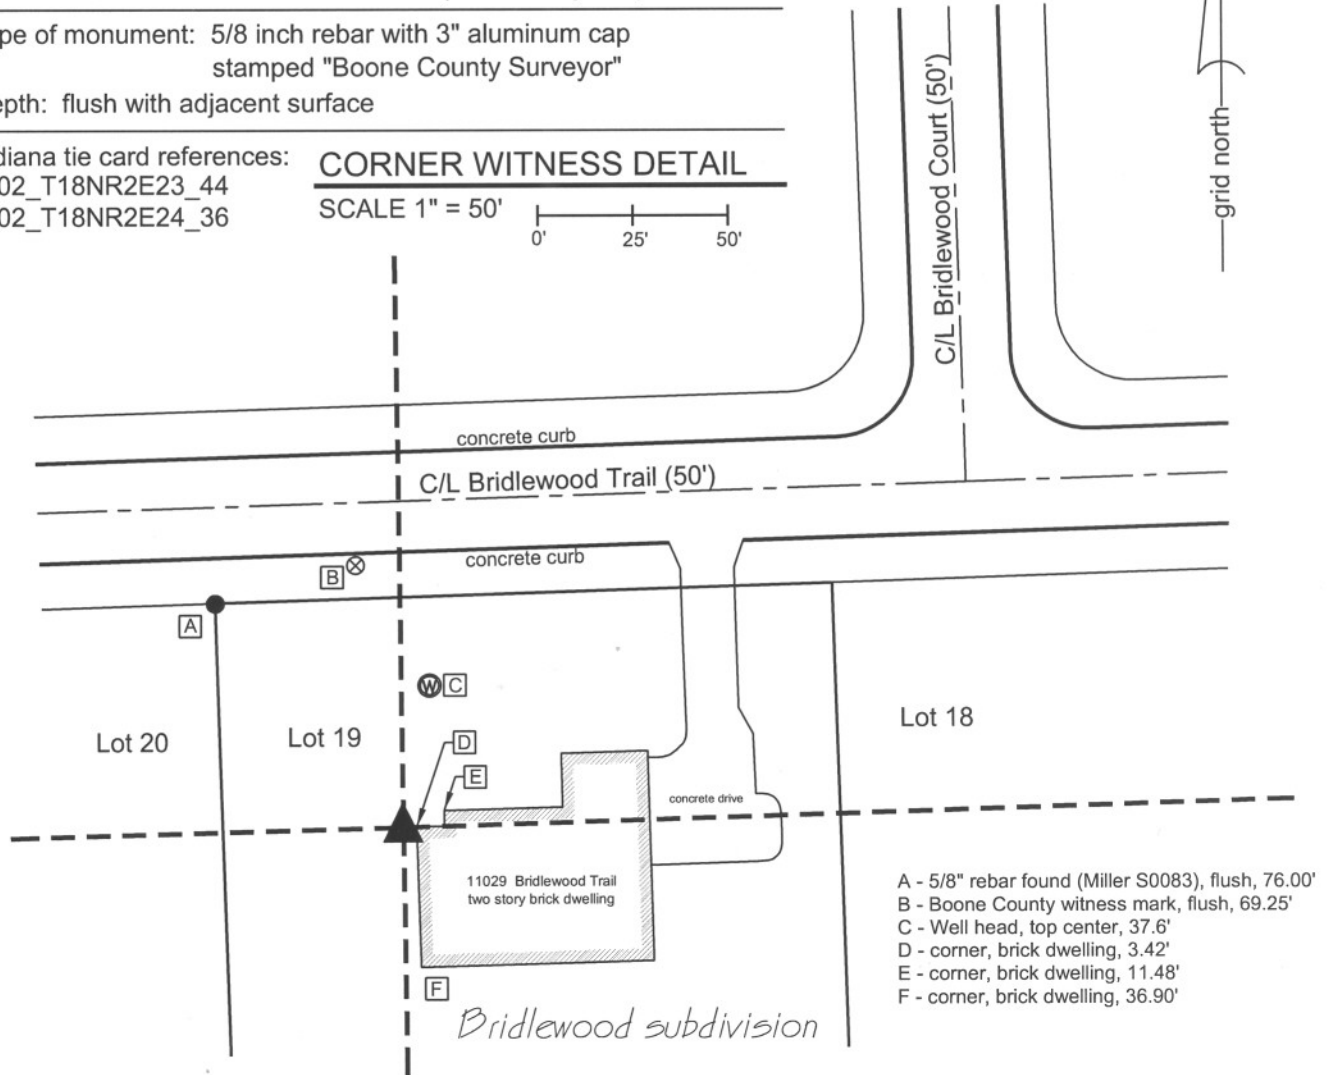 pe of monument: 5/8 inch rebar with 3" aluminum cap
stamped "Boone County Surveyor"
epth: flush with adjacent surface
diana tie card references:
02_T18NR2E23_44
02_T18NR2E24_36
CORNER WITNESS DETAIL
SCALE 1" = 50'
0' 25' 50'
C/L Bridlewood Court (50')
grid north
concrete curb
C/L Bridlewood Trail (50')
concrete curb
B
A
W C
Lot 20
Lot 19
Lot 18
D
E
concrete drive
11029 Bridlewood Trail
two story brick dwelling
F
Bridlewood subdivision
A - 5/8" rebar found (Miller S0083), flush, 76.00'
B - Boone County witness mark, flush, 69.25'
C - Well head, top center, 37.6'
D - corner, brick dwelling, 3.42'
E - corner, brick dwelling, 11.48'
F - corner, brick dwelling, 36.90'